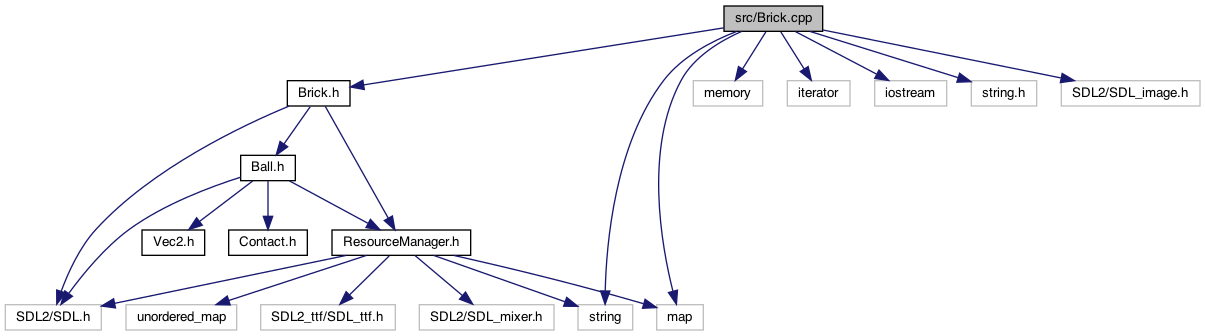 src/Brick.cpp
Brick.h
memory
iterator
iostream
string.h
SDL2/SDL_image.h
Ball.h
Vec2.h
Contact.h
ResourceManager.h
SDL2/SDL.h
unordered_map
SDL2_ttf/SDL_ttf.h
SDL2/SDL_mixer.h
string
map